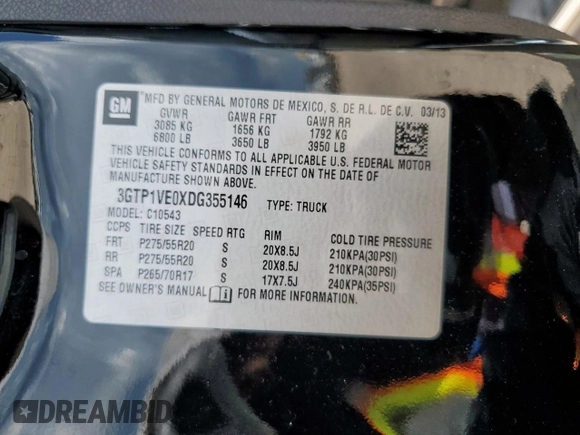 GM
MFD BY GENERAL MOTORS DE MEXICO, S. DE R.L. DE C.V. 03/13
GVWR GAWR FRT GAWR RR
3085 KG 1656 KG 1792 KG
6800 LB 3650 LB 3950 LB
THIS VEHICLE CONFORMS TO ALL APPLICABLE U.S. FEDERAL MOTOR
VEHICLE SAFETY STANDARDS IN EFFECT ON THE DATE OF
MANUFACTURE SHOWN ABOVE.
3GTP1VE0XDG355146 TYPE: TRUCK
MODEL: C10543
CCPS TIRE SIZE SPEED RTG RIM COLD TIRE PRESSURE
FRT P275/55R20 S 20X8.5J 210KPA(30PSI)
RR P275/55R20 S 20X8.5J 210KPA(30PSI)
SPA P265/70R17 S 17X7.5J 240KPA(35PSI)
SEE OWNER'S MANUAL FOR MORE INFORMATION.
DREAMBID